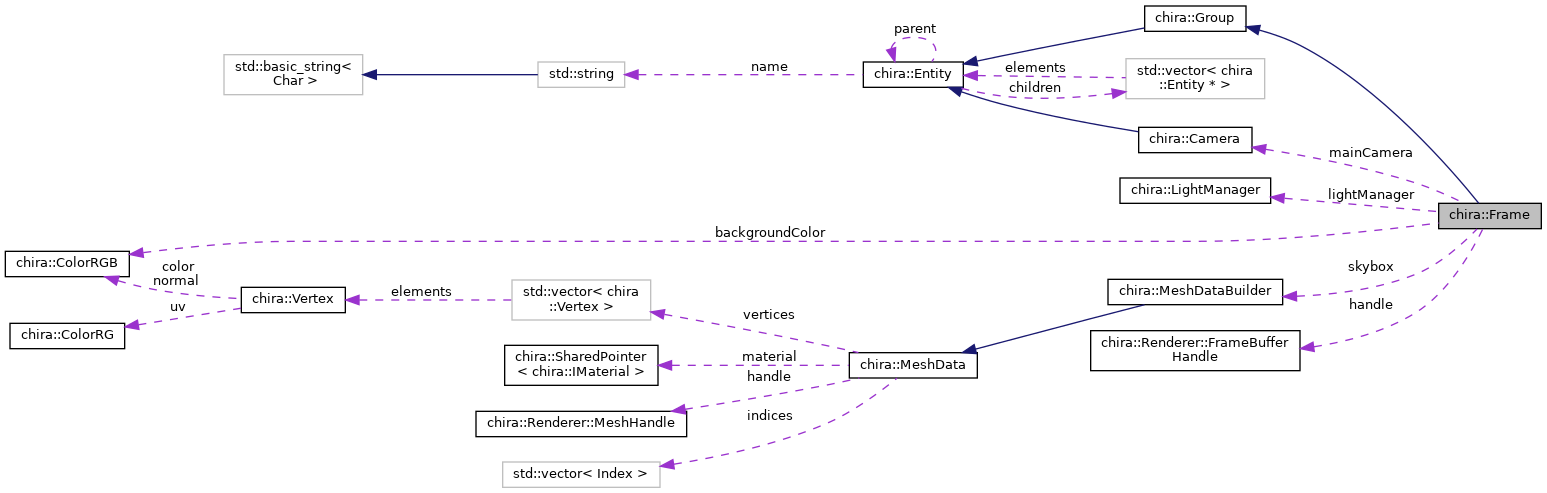 chira::Group
parent
std::basic_string<
Char >
std::string
name
chira::Entity
elements
children
std::vector< chira
::Entity * >
chira::Camera
mainCamera
chira::LightManager
lightManager
chira::Frame
backgroundColor
chira::ColorRGB
color
normal
chira::Vertex
uv
chira::ColorRG
elements
std::vector< chira
::Vertex >
skybox
chira::MeshDataBuilder
handle
vertices
chira::Renderer::FrameBuffer
Handle
chira::SharedPointer
< chira::IMaterial >
material
chira::MeshData
handle
chira::Renderer::MeshHandle
indices
std::vector< Index >